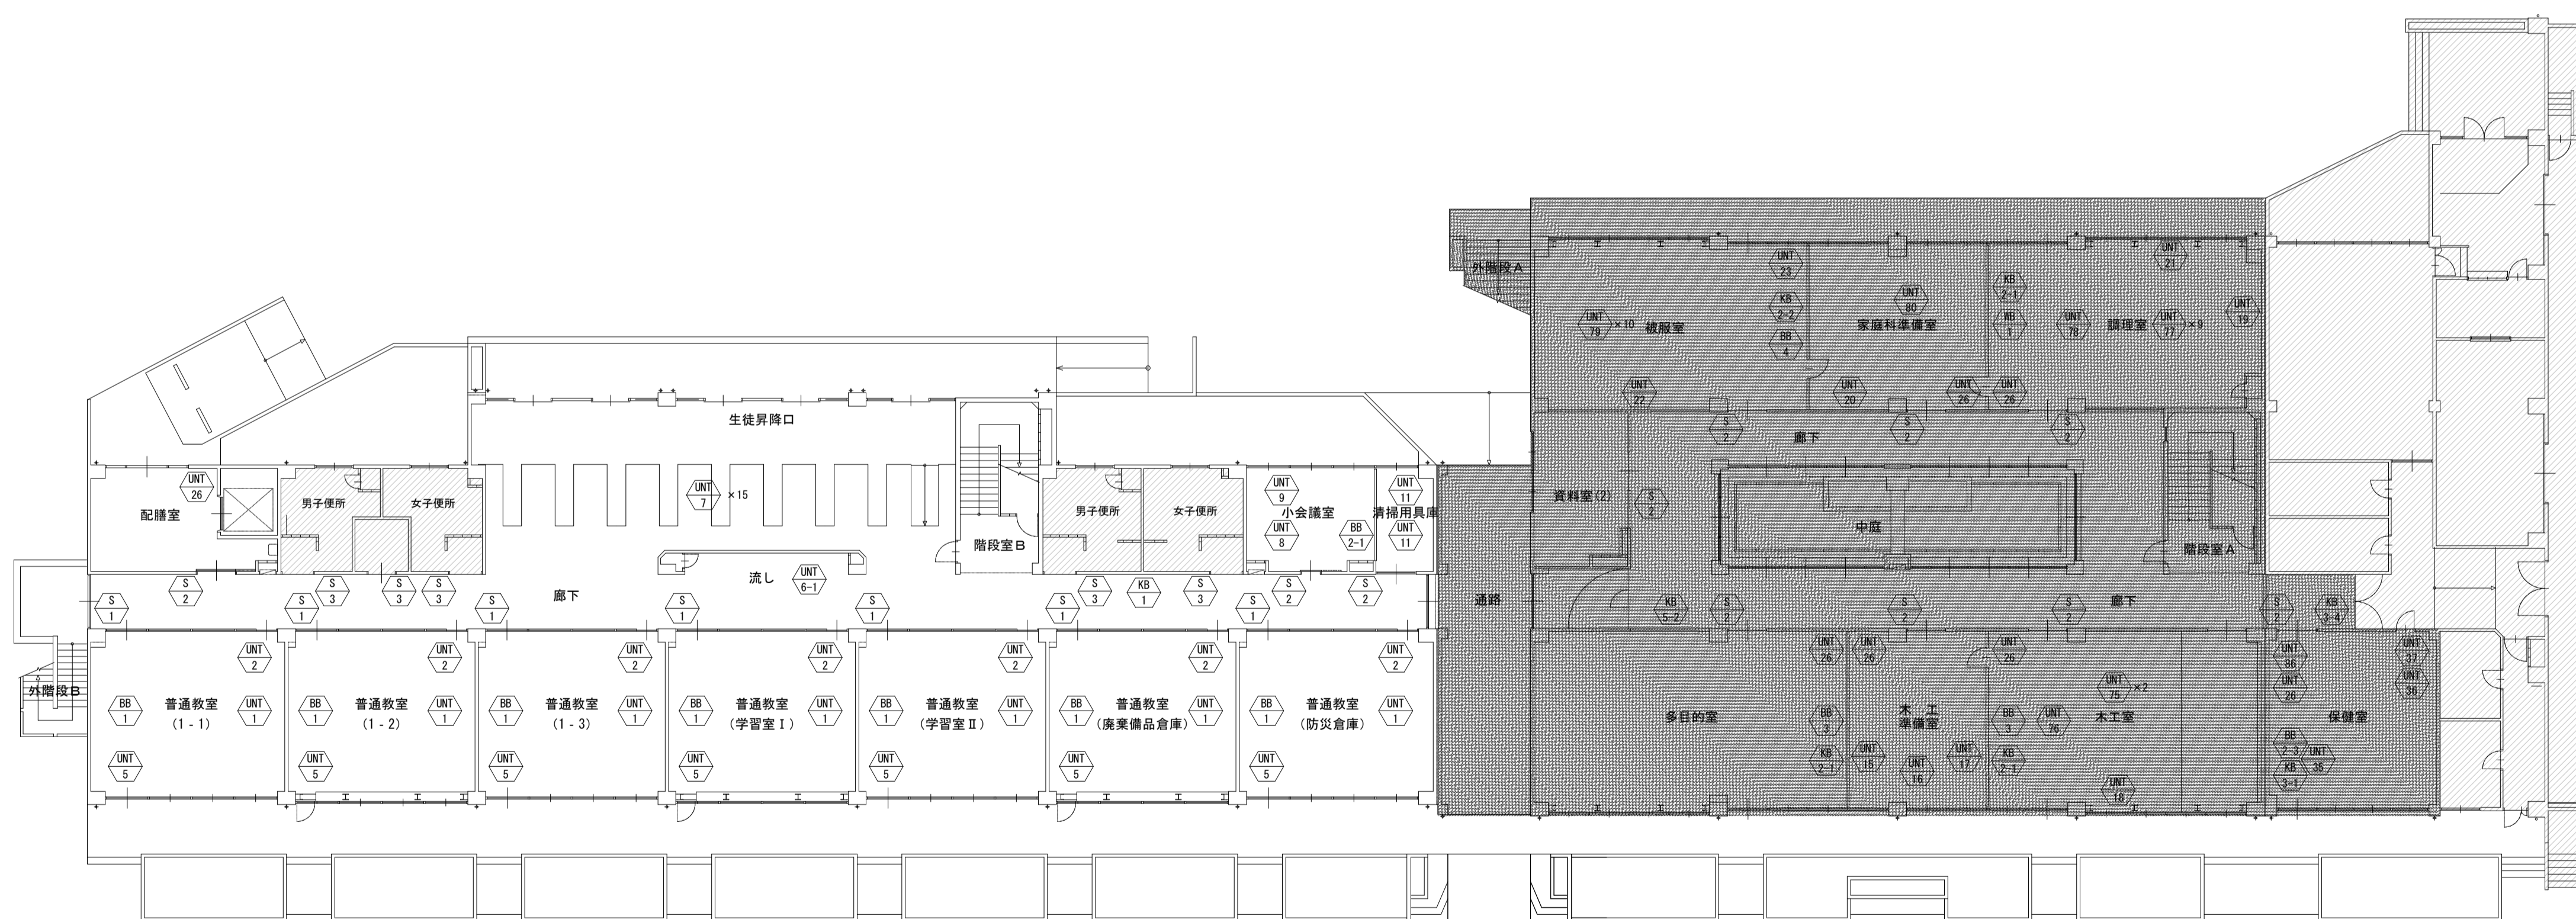 外階段A
UNT
23
KB
2-2
BB
4
UNT
79
×10
被服室
UNT
80
家庭科準備室
KB
2-1
WB
1
UNT
78
調理室
UNT
77
×9
UNT
21
UNT
19
UNT
22
UNT
20
UNT
26
UNT
26
S
2
S
2
S
2
廊下
生徒昇降口
UNT
26
配膳室
男子便所
女子便所
UNT
7
×15
階段室B
男子便所
女子便所
UNT
9
小会議室
UNT
8
BB
2-1
UNT
11
清掃用具庫
UNT
11
資料室(2)
S
2
中庭
階段室A
S
2
S
3
S
3
S
3
流し
UNT
6-1
S
3
KB
1
S
3
S
2
S
2
S
1
S
1
S
1
廊下
S
1
S
1
S
1
S
1
通路
KB
5-2
S
2
S
2
S
2
廊下
S
2
KB
3-4
外階段B
UNT
2
BB
1
普通教室
(1 - 1)
UNT
1
UNT
5
UNT
2
BB
1
普通教室
(1 - 2)
UNT
1
UNT
5
UNT
2
BB
1
普通教室
(1 - 3)
UNT
1
UNT
5
UNT
2
BB
1
普通教室
(学習室Ⅰ)
UNT
1
UNT
5
UNT
2
BB
1
普通教室
(学習室Ⅱ)
UNT
1
UNT
5
UNT
2
BB
1
普通教室
(廃棄備品倉庫)
UNT
1
UNT
5
UNT
2
BB
1
普通教室
(防災倉庫)
UNT
1
UNT
5
多目的室
UNT
26
BB
3
KB
2-1
UNT
26
木 工
準備室
UNT
15
UNT
16
UNT
17
UNT
26
BB
3
KB
2-1
UNT
76
UNT
75
×2
木工室
UNT
18
UNT
86
UNT
26
UNT
37
UNT
36
保健室
BB
2-3
UNT
35
KB
3-1